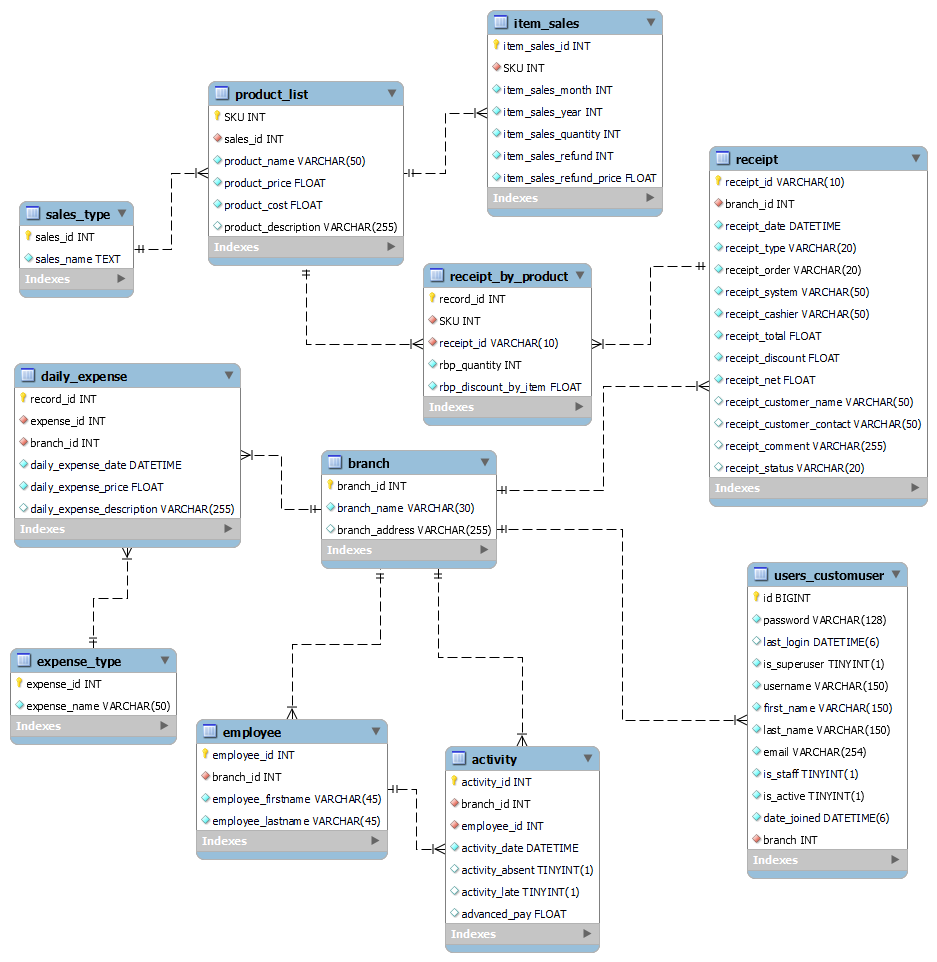 item_sales
item_sales_id INT
SKU INT
item_sales_month INT
item_sales_year INT
item_sales_quantity INT
item_sales_refund INT
item_sales_refund_price FLOAT
Indexes
product_list
SKU INT
sales_id INT
product_name VARCHAR(50)
product_price FLOAT
product_cost FLOAT
product_description VARCHAR(255)
Indexes
receipt
receipt_id VARCHAR(10)
branch_id INT
receipt_date DATETIME
receipt_type VARCHAR(20)
receipt_order VARCHAR(20)
receipt_system VARCHAR(50)
receipt_cashier VARCHAR(50)
receipt_total FLOAT
receipt_discount FLOAT
receipt_net FLOAT
receipt_customer_name VARCHAR(50)
receipt_customer_contact VARCHAR(50)
receipt_comment VARCHAR(255)
receipt_status VARCHAR(20)
Indexes
sales_type
sales_id INT
sales_name TEXT
Indexes
receipt_by_product
record_id INT
SKU INT
receipt_id VARCHAR(10)
rbp_quantity INT
rbp_discount_by_item FLOAT
Indexes
daily_expense
record_id INT
expense_id INT
branch_id INT
daily_expense_date DATETIME
daily_expense_price FLOAT
daily_expense_description VARCHAR(255)
Indexes
branch
branch_id INT
branch_name VARCHAR(30)
branch_address VARCHAR(255)
Indexes
users_customuser
id BIGINT
password VARCHAR(128)
last_login DATETIME(6)
is_superuser TINYINT(1)
username VARCHAR(150)
first_name VARCHAR(150)
last_name VARCHAR(150)
email VARCHAR(254)
is_staff TINYINT(1)
is_active TINYINT(1)
date_joined DATETIME(6)
branch INT
Indexes
expense_type
expense_id INT
expense_name VARCHAR(50)
Indexes
employee
employee_id INT
branch_id INT
employee_firstname VARCHAR(45)
employee_lastname VARCHAR(45)
Indexes
activity
activity_id INT
branch_id INT
employee_id INT
activity_date DATETIME
activity_absent TINYINT(1)
activity_late TINYINT(1)
advanced_pay FLOAT
Indexes